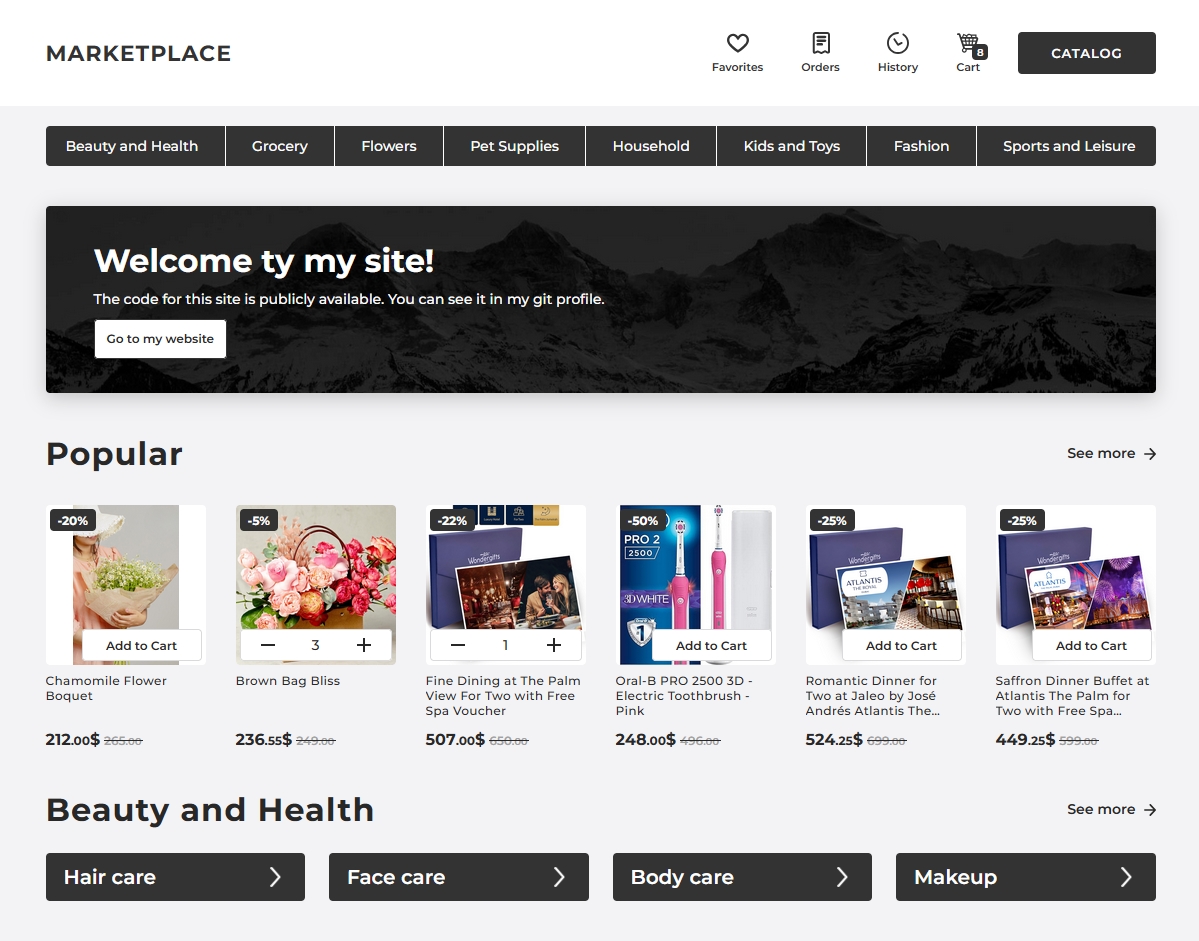 MARKETPLACE
Favorites
Orders
History
Cart
8
CATALOG
Beauty and Health
Grocery
Flowers
Pet Supplies
Household
Kids and Toys
Fashion
Sports and Leisure
Welcome ty my site!
The code for this site is publicly available. You can see it in my git profile.
Go to my website
Popular
See more
-20%
Add to Cart
Chamomile Flower
Boquet
212.00$ 265.00
-5%
3
Brown Bag Bliss
236.55$ 249.00
-22%
Wondergifts
1
Fine Dining at The Palm
View For Two with Free
Spa Voucher
507.00$ 650.00
-50%
PRO 2
2500
3D WHITE
1
Add to Cart
Oral-B PRO 2500 3D -
Electric Toothbrush -
Pink
248.00$ 496.00
-25%
Wondergifts
ATLANTIS
THE ROYAL
Add to Cart
Romantic Dinner for
Two at Jaleo by José
Andrés Atlantis The...
524.25$ 699.00
-25%
Wondergifts
ATLANTIS
Add to Cart
Saffron Dinner Buffet at
Atlantis The Palm for
Two with Free Spa...
449.25$ 599.00
Beauty and Health
See more
Hair care
Face care
Body care
Makeup